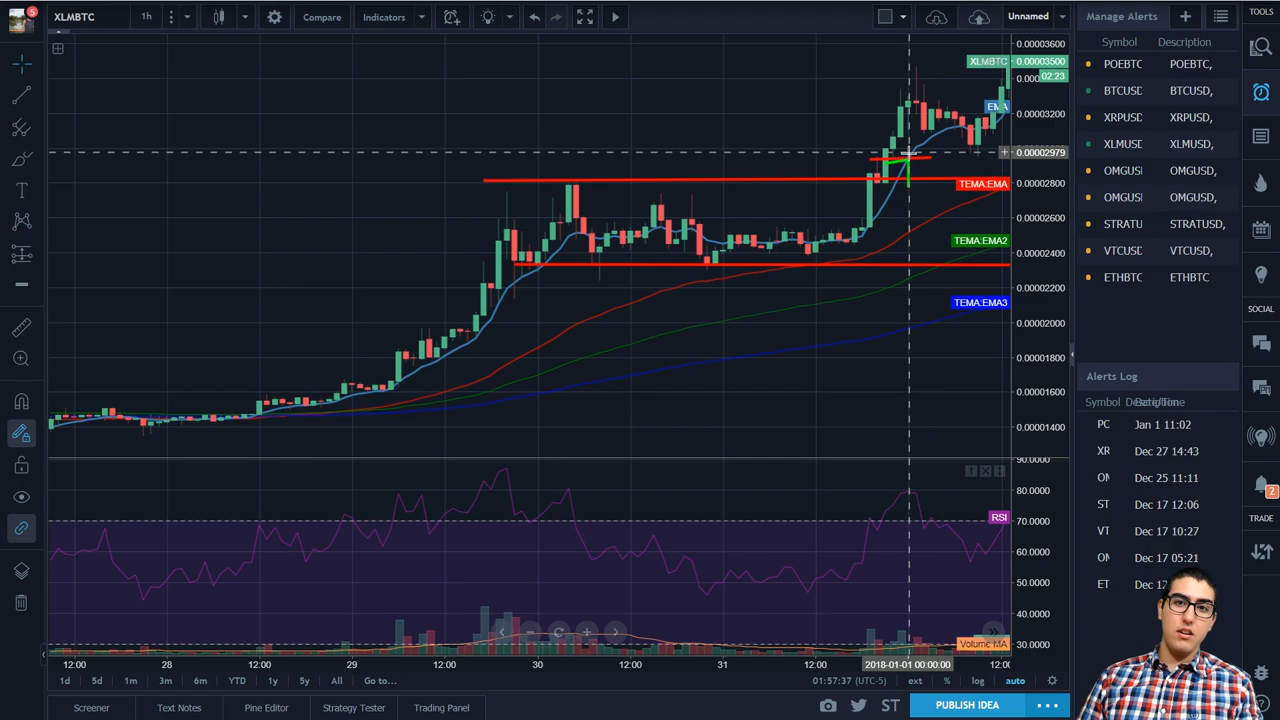 5
XLMBTC
1h
Compare
Indicators
Unnamed
Manage Alerts
TOOLS
Symbol Description
POEBTC POEBTC,
BTCUSD BTCUSD,
XRPUSD XRPUSD,
XLMUSD XLMUSD,
OMGUSD OMGUSD,
OMGUSD OMGUSD,
STRATU STRATUSD,
VTCUSD VTCUSD,
ETHBTC ETHBTC
SOCIAL
Alerts Log
Symbol
PC Jan 1 11:02
XR Dec 27 14:43
Dec 25 11:11
ST Dec 17 12:06
VT Dec 17 10:27
Dec 17 05:21
ET Dec
2
TRADE
0.00003600
XLMBTC 0.00003500
02:23
EMA
0.00003200
0.00002979
0.00002800
TEMA:EMA
0.00002600
TEMA:EMA2
0.00002400
0.00002200
TEMA:EMA3
0.00002000
0.00001800
0.00001600
0.00001400
90.0000
80.0000
RSI
70.0000
60.0000
50.0000
40.0000
Volume MA
30.0000
12:00 28 12:00 29 12:00 30 12:00 31 12:00 2018-01-01 00:00:00 12:00
1d 5d 1m 3m 6m YTD 1y 5y All Go to... 01:57:37 (UTC-5) ext % log auto
Screener Text Notes Pine Editor Strategy Tester Trading Panel ST PUBLISH IDEA